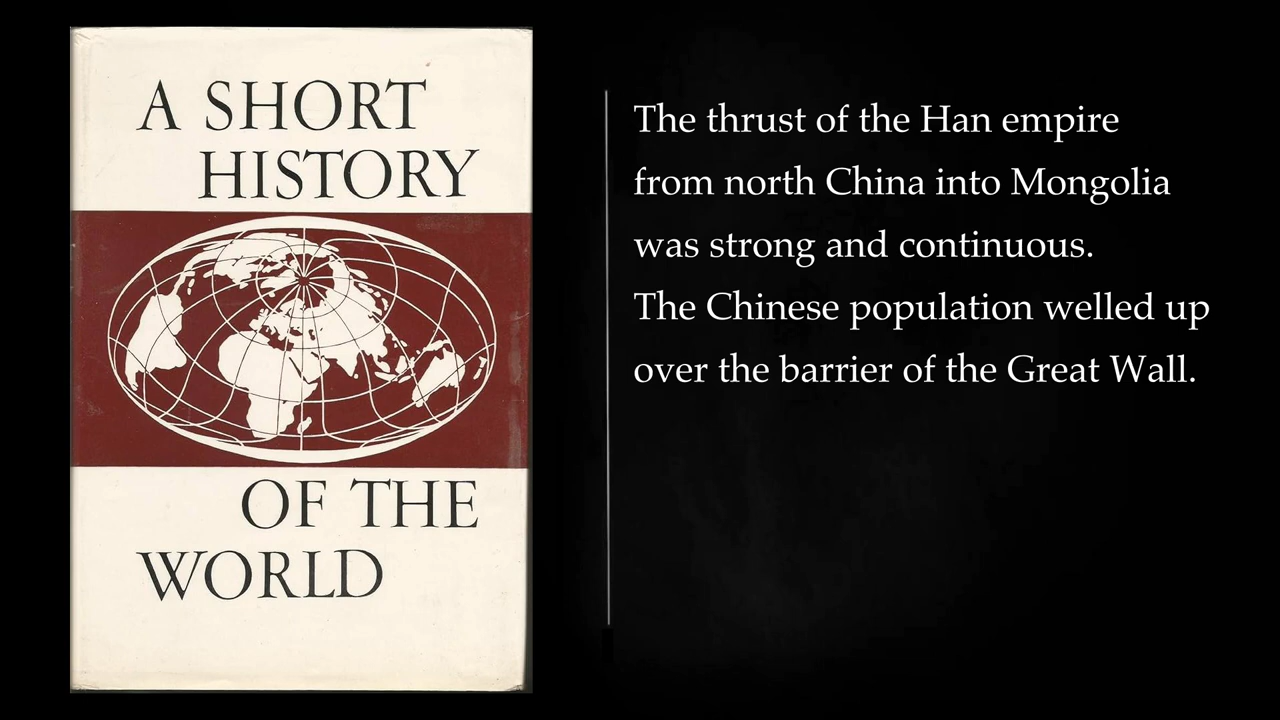 A SHORT
HISTORY
OF THE
WORLD
The thrust of the Han empire
from north China into Mongolia
was strong and continuous.
The Chinese population welled up
over the barrier of the Great Wall.